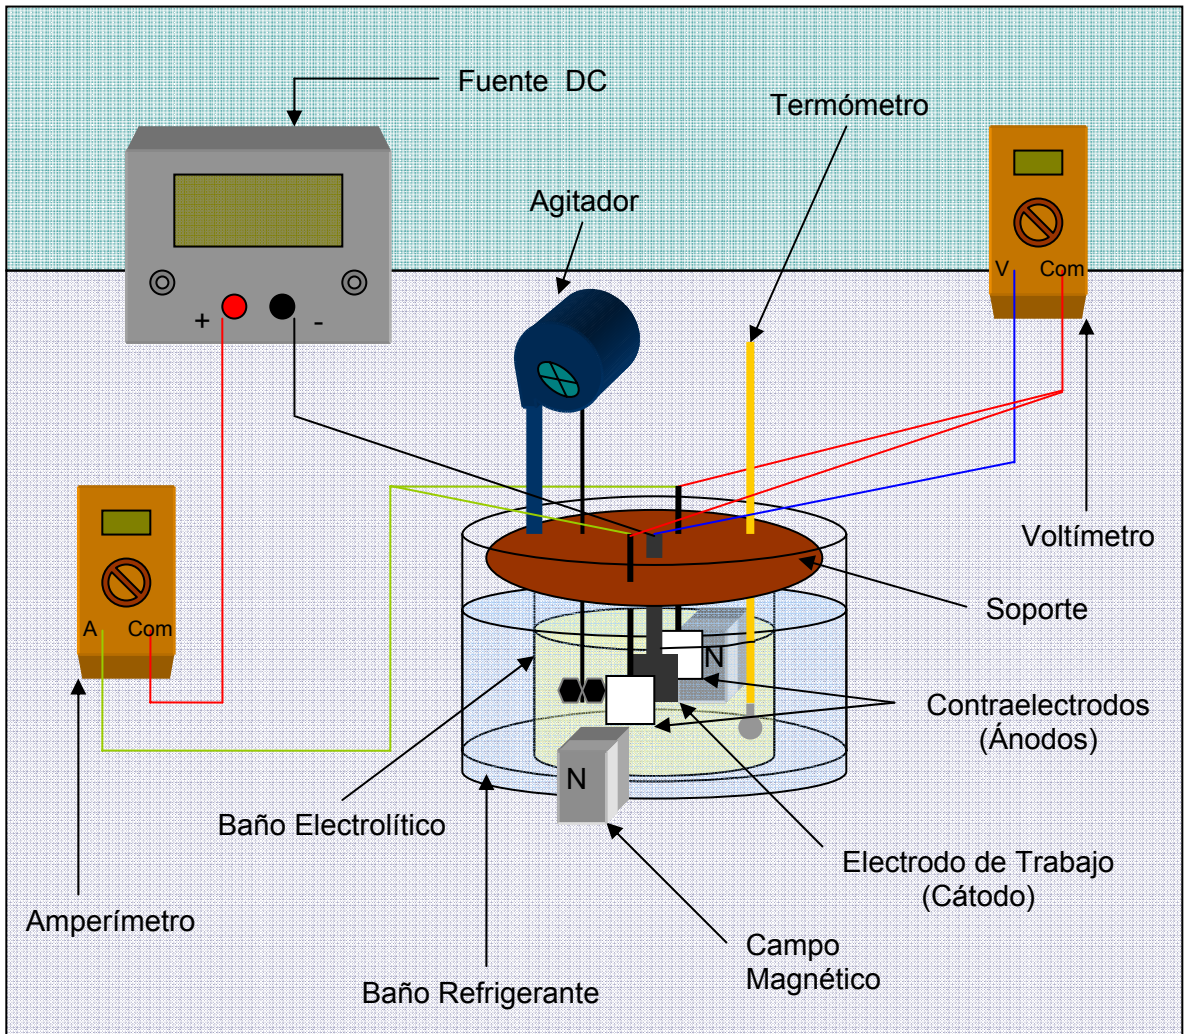 Fuente DC
Termómetro
Agitador
V Com
+ -
Voltímetro
A Com
Soporte
N
Contraelectrodos
(Ánodos)
N
Baño Electrolítico
Electrodo de Trabajo
(Cátodo)
Amperímetro
Campo
Magnético
Baño Refrigerante